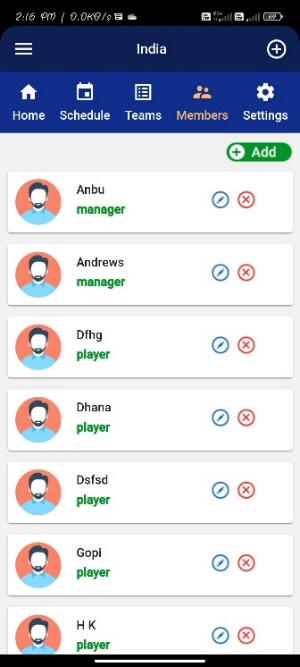 2:16 PM | 0.0KB/s
India
Home Schedule Teams Members Settings
Add
Anbu
manager
Andrews
manager
Dfhg
player
Dhana
player
Dsfsd
player
Gopi
player
H K
player